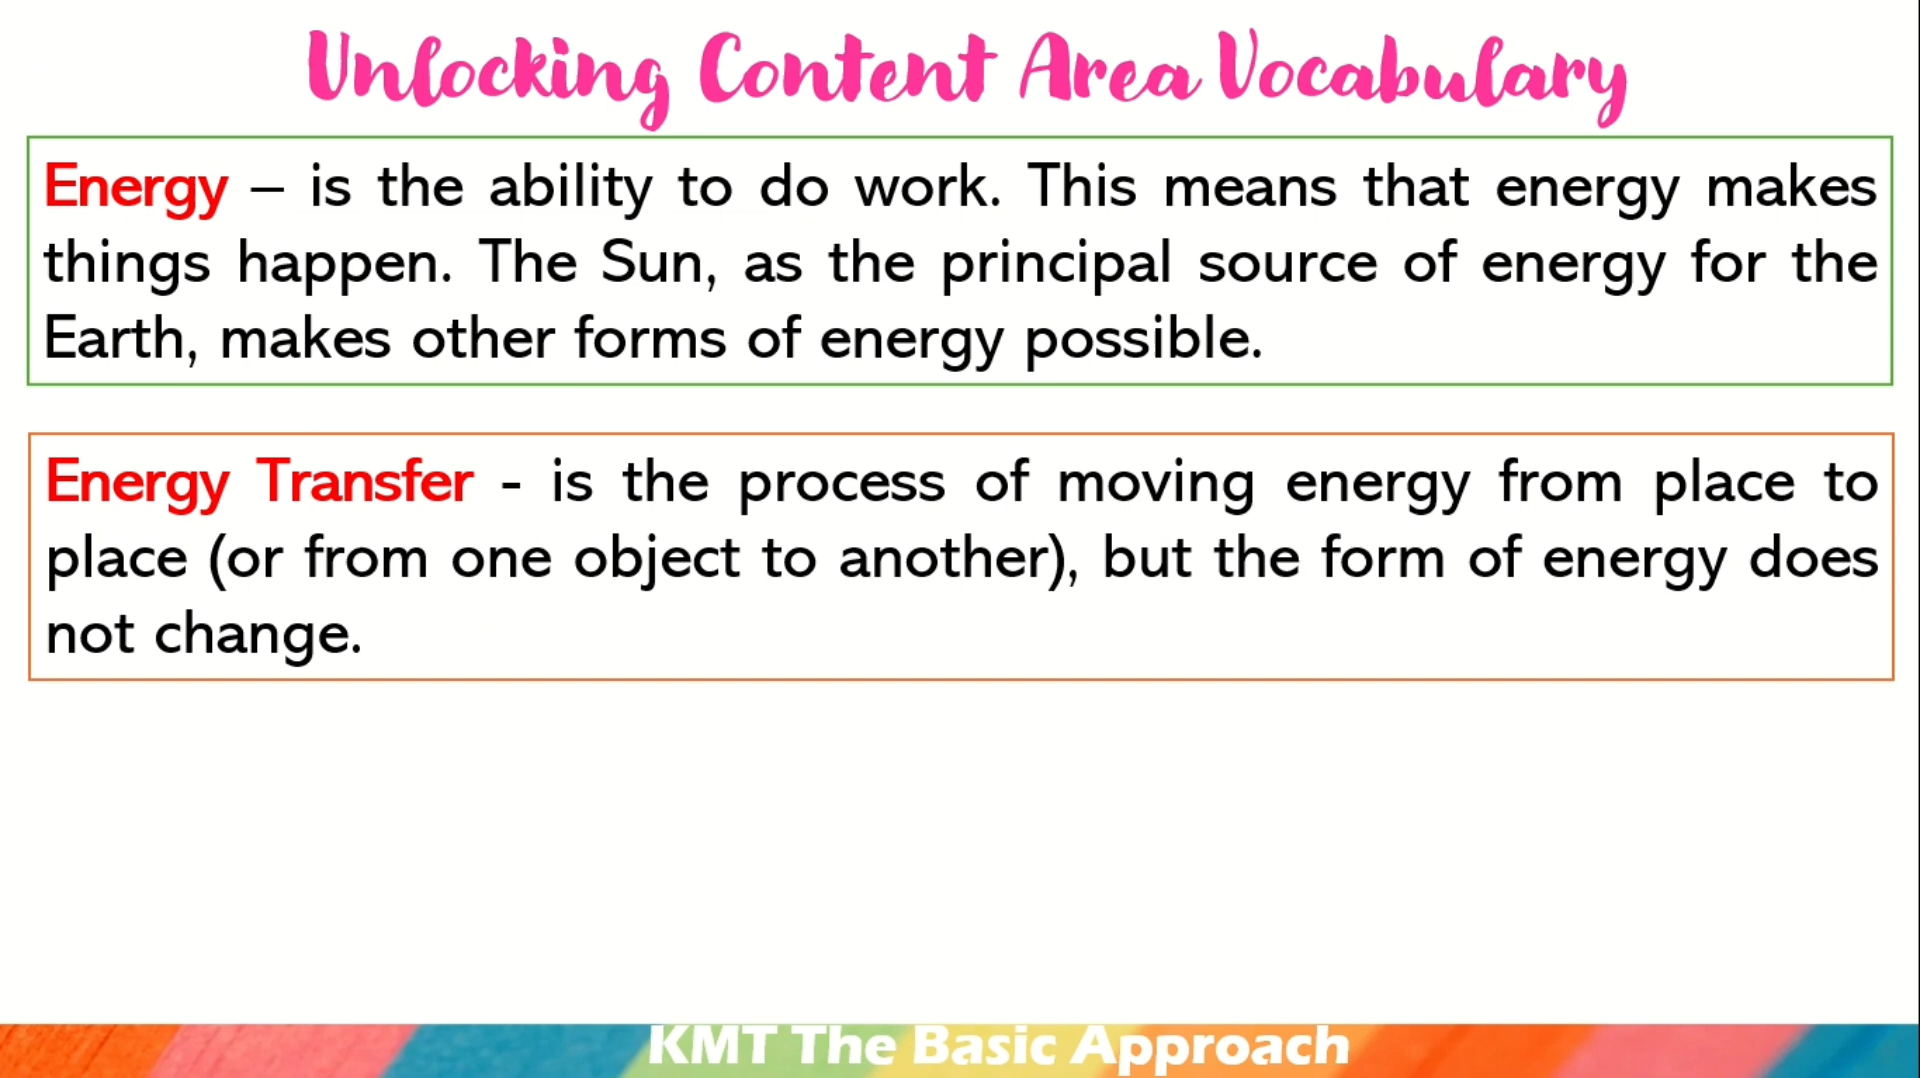 Unlocking Content Area Vocabulary
Energy – is the ability to do work. This means that energy makes
things happen. The Sun, as the principal source of energy for the
Earth, makes other forms of energy possible.
Energy Transfer - is the process of moving energy from place to
place (or from one object to another), but the form of energy does
not change.
KMT The Basic Approach